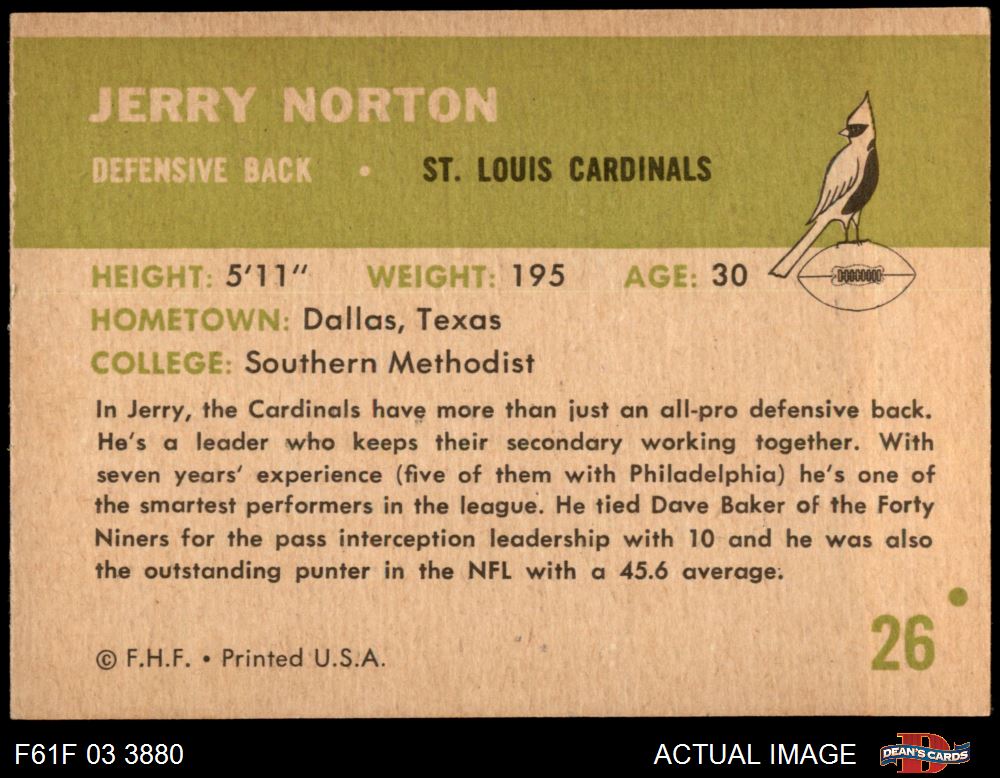 JERRY NORTON
DEFENSIVE BACK • ST. LOUIS CARDINALS
HEIGHT: 5'11" WEIGHT: 195 AGE: 30
HOMETOWN: Dallas, Texas
COLLEGE: Southern Methodist
In Jerry, the Cardinals have more than just an all-pro defensive back.
He's a leader who keeps their secondary working together. With
seven years' experience (five of them with Philadelphia) he's one of
the smartest performers in the league. He tied Dave Baker of the Forty
Niners for the pass interception leadership with 10 and he was also
the outstanding punter in the NFL with a 45.6 average.
26
© F.H.F. • Printed U.S.A.
F61F 03 3880 ACTUAL IMAGE D DEAN'S CARDS